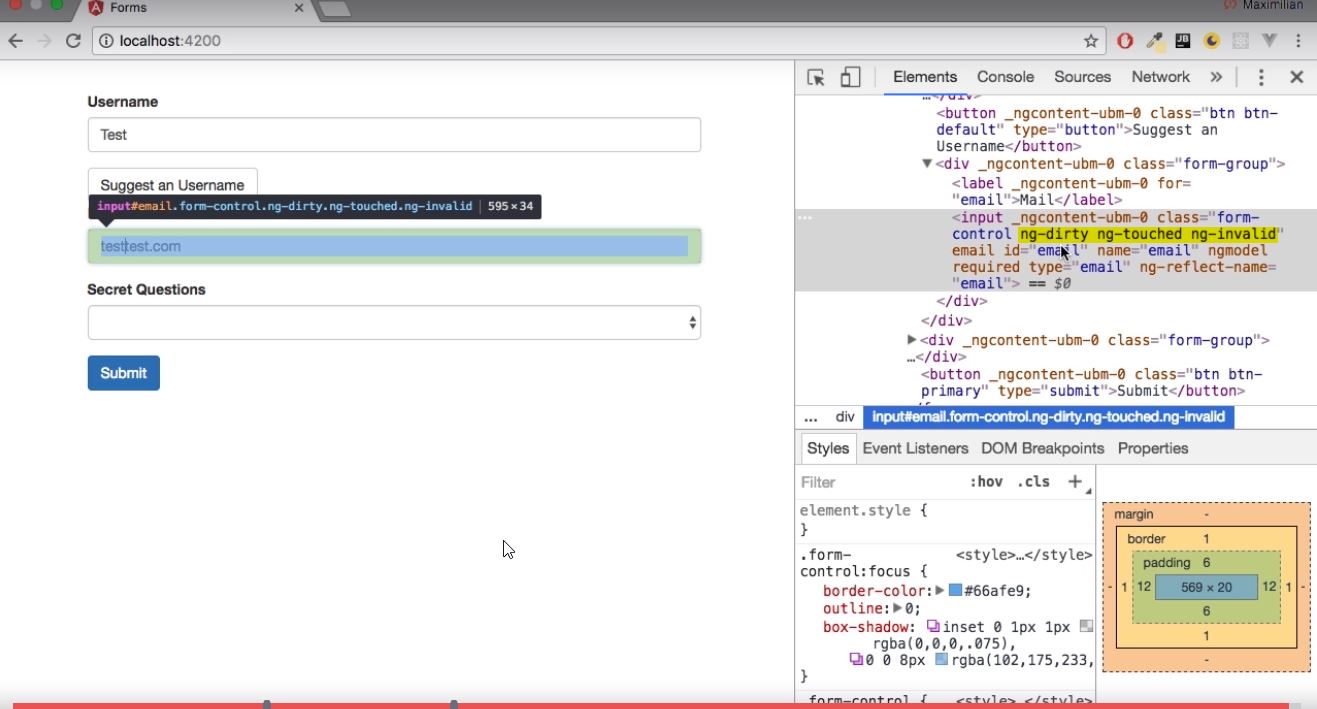 Forms
Maximilian
localhost:4200
Username
Test
Suggest an Username
input#email.form-control.ng-dirty.ng-touched.ng-invalid | 595 × 34
testtest.com
Secret Questions
Submit
Elements Console Sources Network »
…</div>
<button _ngcontent-ubm-0 class="btn btn-
default" type="button">Suggest an
Username</button>
▼<div _ngcontent-ubm-0 class="form-group">
<label _ngcontent-ubm-0 for=
"email">Mail</label>
<input _ngcontent-ubm-0 class="form-
control ng-dirty ng-touched ng-invalid"
email id="email" name="email" ngmodel
required type="email" ng-reflect-name=
"email"> == $0
</div>
</div>
▶<div _ngcontent-ubm-0 class="form-group">
…</div>
<button _ngcontent-ubm-0 class="btn btn-
primary" type="submit">Submit</button>
... div input#email.form-control.ng-dirty.ng-touched.ng-invalid
Styles Event Listeners DOM Breakpoints Properties
Filter :hov .cls +
element.style {
}
.form- <style>…</style>
control:focus {
border-color:▶#66afe9;
outline:▶0;
box-shadow: inset 0 1px 1px
rgba(0,0,0,.075),
0 0 8px rgba(102,175,233,
}
.form-control { <style>…</style>
margin -
border 1
padding 6
- 1 12 569 × 20 12 1 -
6
1
-